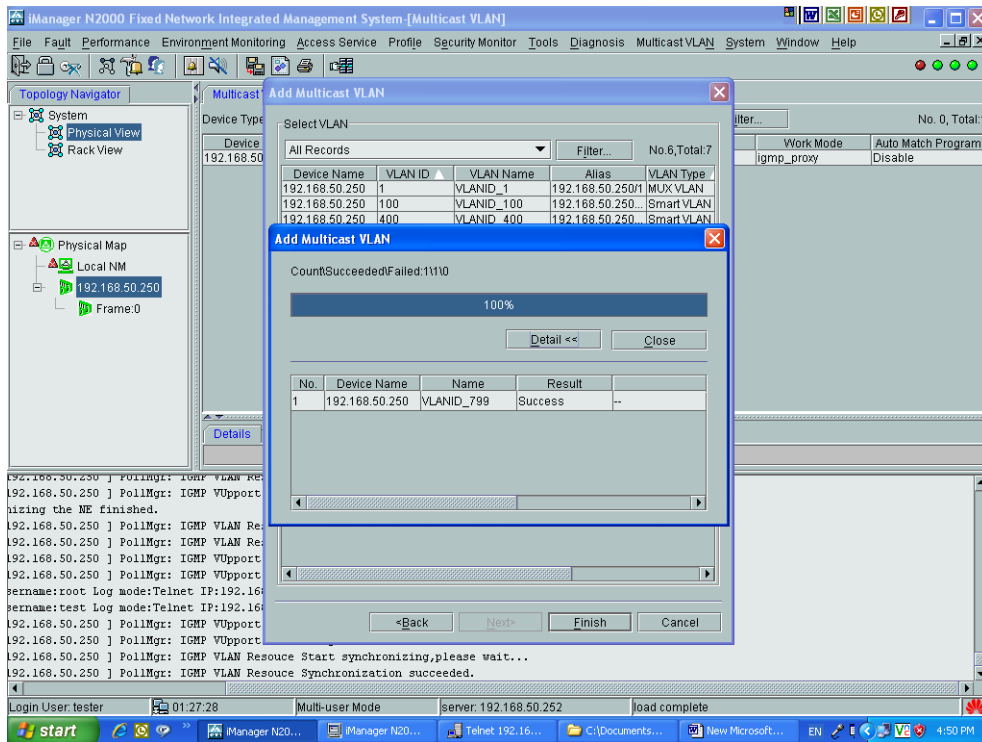 iManager N2000 Fixed Network Integrated Management System-[Multicast VLAN]
File Fault Performance Environment Monitoring Access Service Profile Security Monitor Tools Diagnosis Multicast VLAN System Window Help
Topology Navigator
System
Physical View
Rack View
Physical Map
Local NM
192.168.50.250
Frame:0
Multicast
Device Type
No. 0, Total:
Device
Work Mode
Auto Match Program
192.168.50
igmp_proxy
Disable
Details
Add Multicast VLAN
Select VLAN
All Records
Filter...
No.6,Total:7
Device Name VLAN ID VLAN Name Alias VLAN Type
192.168.50.250 1 VLANID_1 192.168.50.250/1 MUX VLAN
192.168.50.250 100 VLANID_100 192.168.50.250... Smart VLAN
192.168.50.250 400 VLANID_400 192.168.50.250... Smart VLAN
Add Multicast VLAN
Count\Succeeded\Failed:1\1\0
100%
Detail <<
Close
No. Device Name Name Result
1 192.168.50.250 VLANID_799 Success --
<Back
Next>
Finish
Cancel
192.168.50.250 ] PollMgr: IGMP VLAN Re
192.168.50.250 ] PollMgr: IGMP VUpport
nizing the NE finished.
192.168.50.250 ] PollMgr: IGMP VLAN Re
192.168.50.250 ] PollMgr: IGMP VLAN Re
192.168.50.250 ] PollMgr: IGMP VUpport
192.168.50.250 ] PollMgr: IGMP VUpport
sername:root Log mode:Telnet IP:192.16
sername:test Log mode:Telnet IP:192.16
192.168.50.250 ] PollMgr: IGMP VUpport
192.168.50.250 ] PollMgr: IGMP VUpport
192.168.50.250 ] PollMgr: IGMP VLAN Resouce Start synchronizing,please wait...
192.168.50.250 ] PollMgr: IGMP VLAN Resouce Synchronization succeeded.
Login User: tester 01:27:28 Multi-user Mode server: 192.168.50.252 load complete
start
iManager N20...
iManager N20...
Telnet 192.16...
C:\Documents...
New Microsoft...
EN
4:50 PM